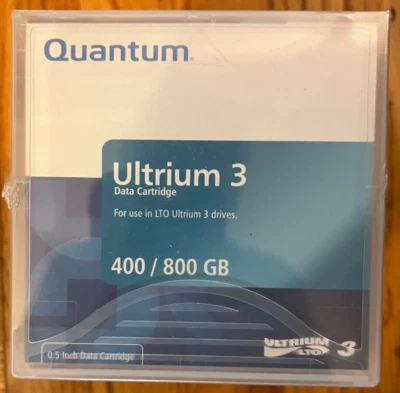 Quantum.
Ultrium 3
Data Cartridge
For use in LTO Ultrium 3 drives.
400 / 800 GB
0.5 Inch Data Cartridge
ULTRIUM
LTO
3